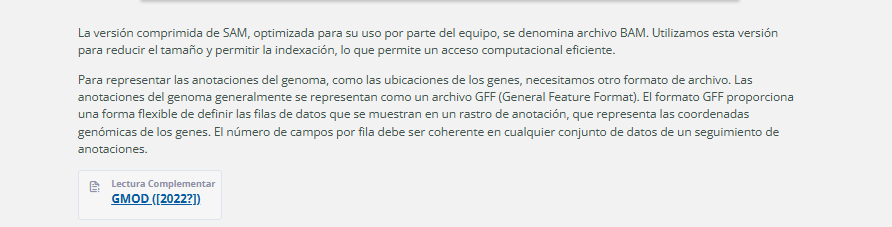 La versión comprimida de SAM, optimizada para su uso por parte del equipo, se denomina archivo BAM. Utilizamos esta versión
para reducir el tamaño y permitir la indexación, lo que permite un acceso computacional eficiente.
Para representar las anotaciones del genoma, como las ubicaciones de los genes, necesitamos otro formato de archivo. Las
anotaciones del genoma generalmente se representan como un archivo GFF (General Feature Format). El formato GFF proporciona
una forma flexible de definir las filas de datos que se muestran en un rastro de anotación, que representa las coordenadas
genómicas de los genes. El número de campos por fila debe ser coherente en cualquier conjunto de datos de un seguimiento de
anotaciones.
Lectura Complementar
GMOD ([2022?])